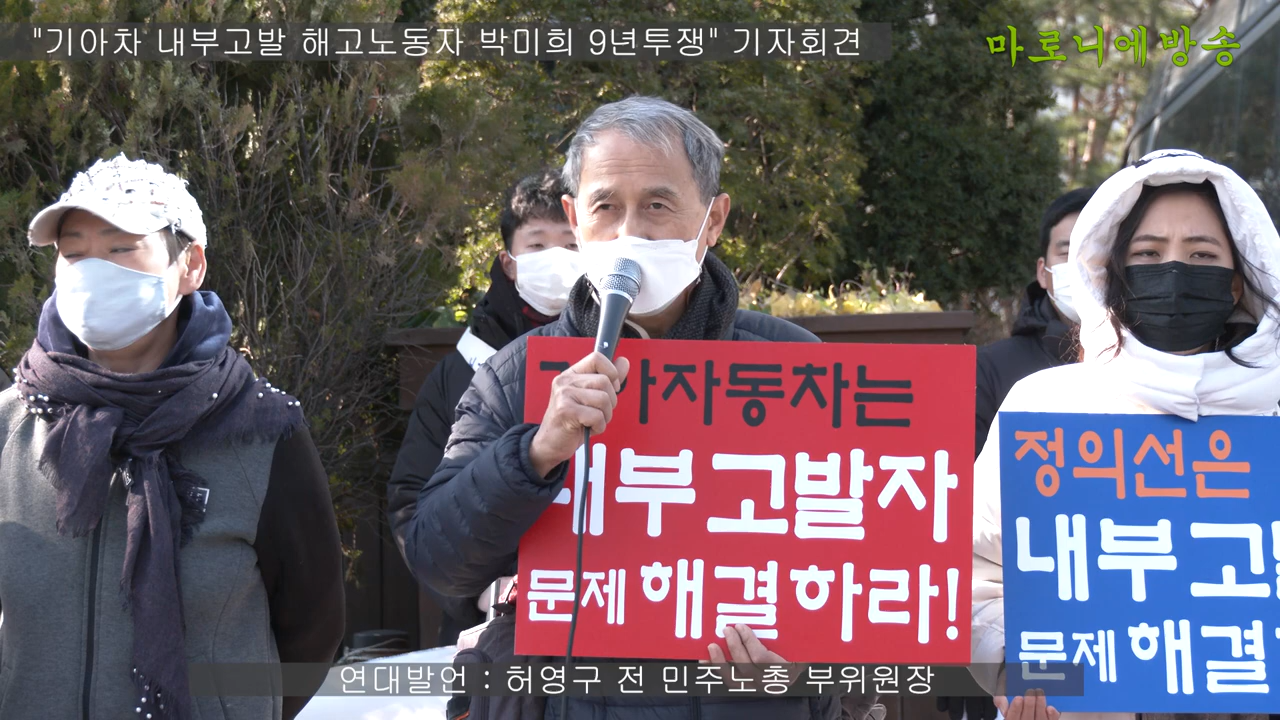 "기아차 내부고발 해고노동자 박미희 9년투쟁" 기자회견
마로니에방송
기아자동차는
내부고발자
문제 해결하라!
정의선은
내부고발
문제 해결
연대발언 : 허영구 전 민주노총 부위원장